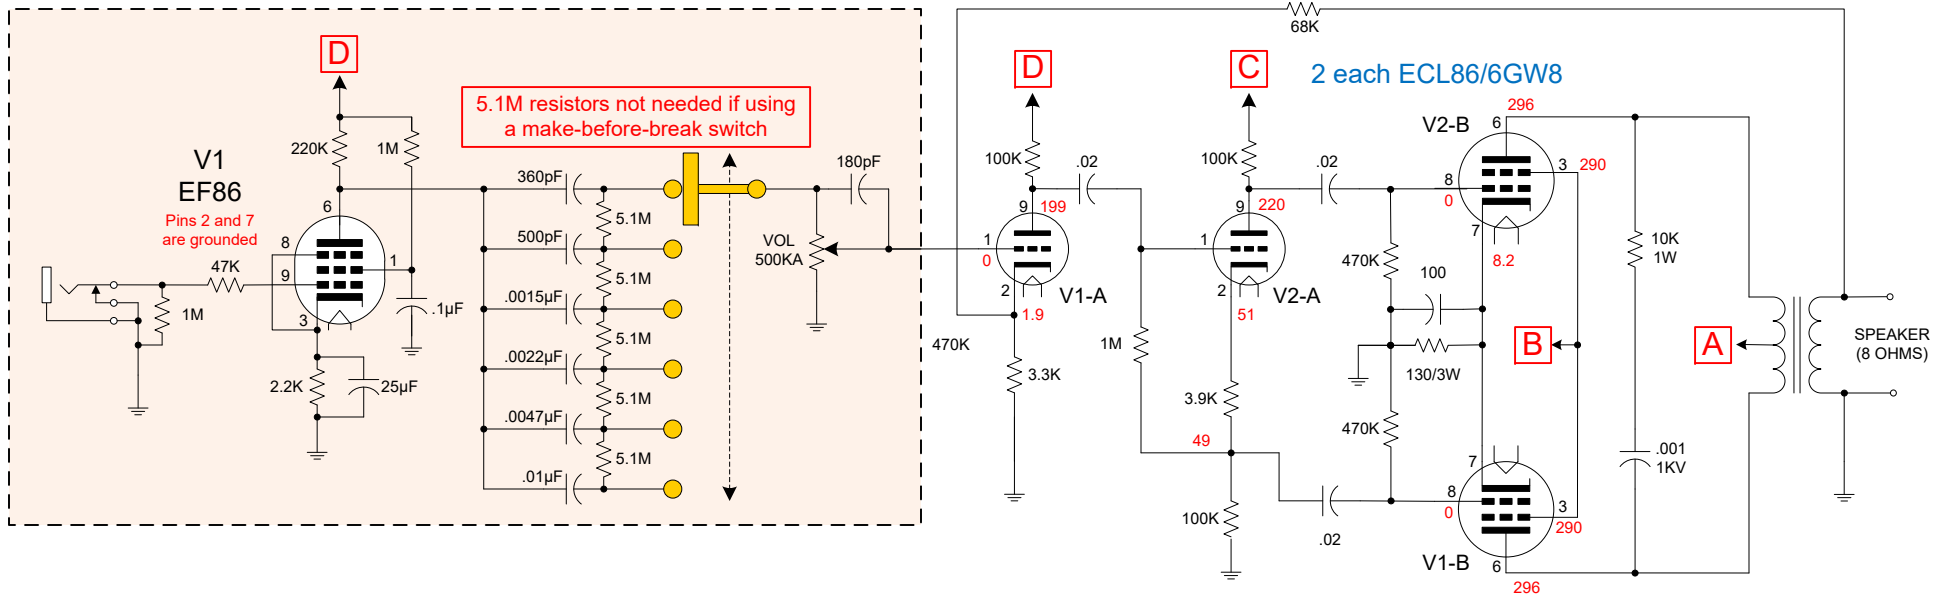 68K
D
D
C
2 each ECL86/6GW8
5.1M resistors not needed if using
a make-before-break switch
296
6
V2-B
220K
1M
V1
EF86
Pins 2 and 7
are grounded
360pF
180pF
100K
.02
100K
.02
3
290
8
0
6
5.1M
9
199
9
220
7
8
500pF
VOL
500KA
1
0
1
8.2
10K
1W
47K
9
1
5.1M
470K
100
2
V1-A
2
V2-A
1M
3
.1µF
.0015µF
1.9
51
5.1M
470K
1M
B
A
SPEAKER
(8 OHMS)
130/3W
2.2K
25µF
.0022µF
3.3K
5.1M
3.9K
.0047µF
470K
49
5.1M
7
.001
1KV
.01µF
8
0
3
290
100K
.02
V1-B
6
296